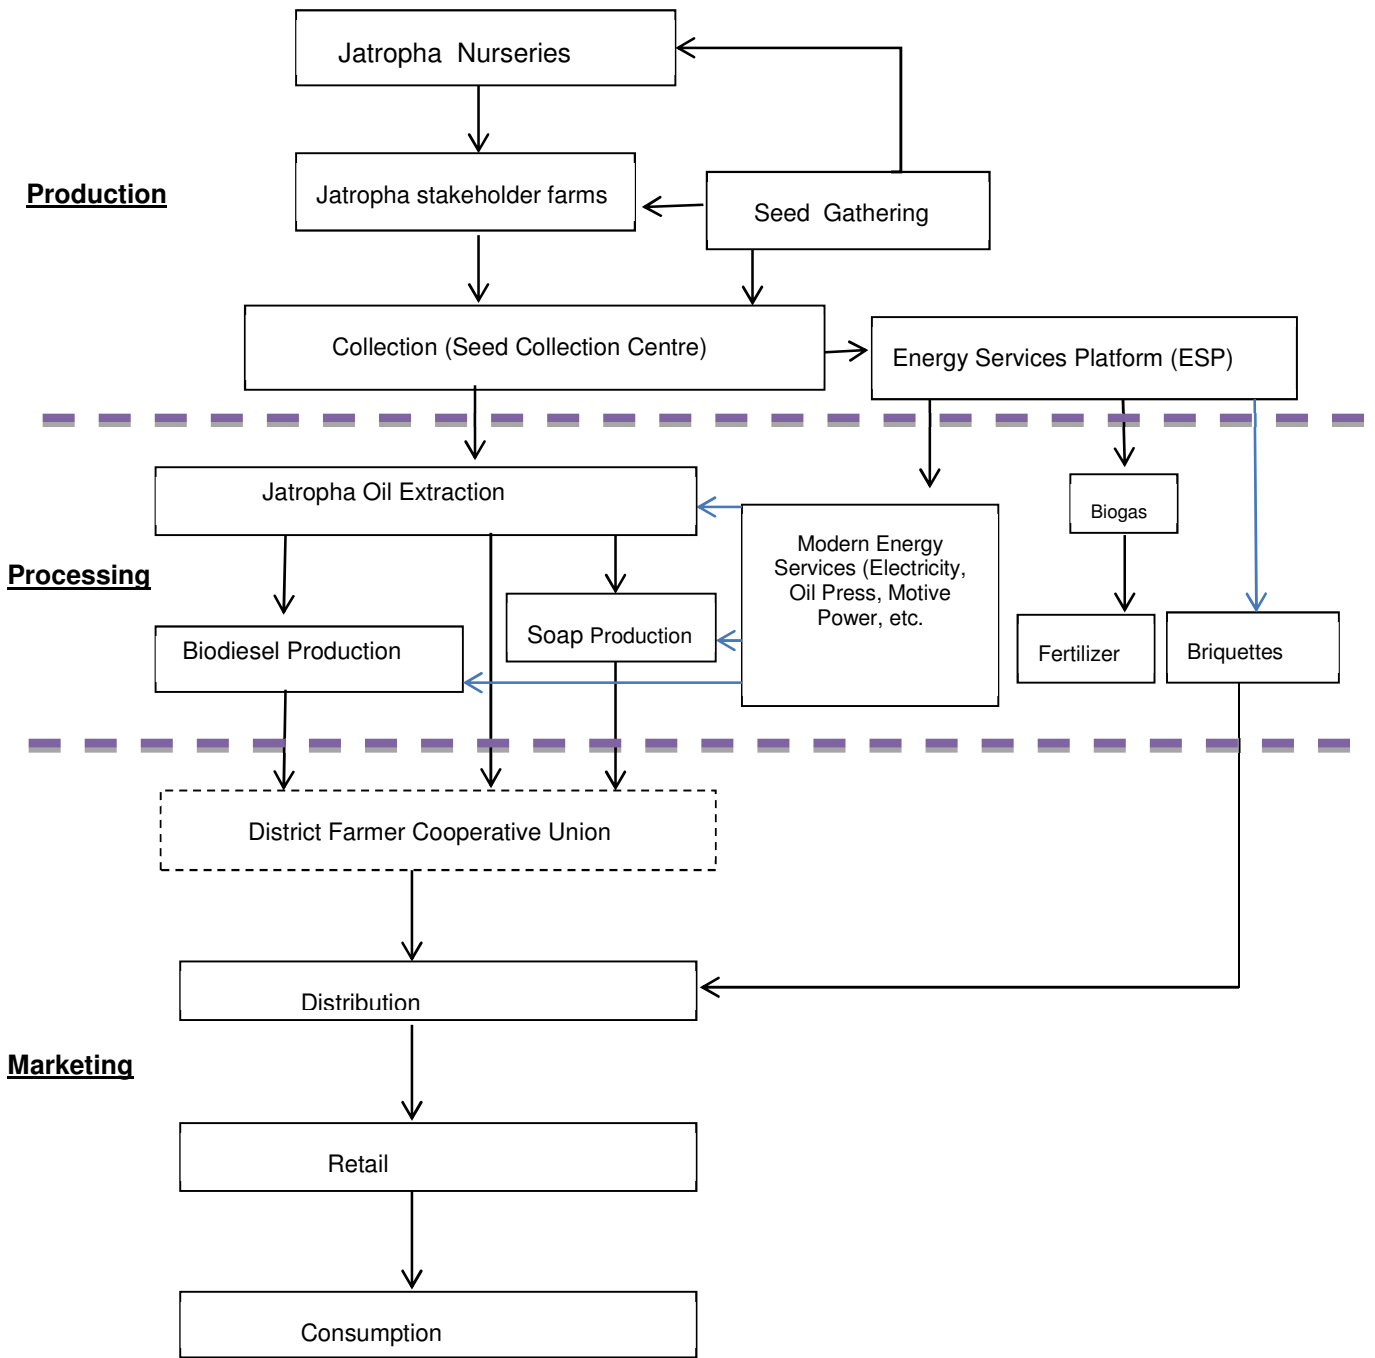 Jatropha Nurseries
Production
Jatropha stakeholder farms
Seed Gathering
Collection (Seed Collection Centre)
Energy Services Platform (ESP)
Jatropha Oil Extraction
Biogas
Modern Energy
Services (Electricity,
Oil Press, Motive
Power, etc.
Processing
Soap Production
Biodesel Production
Fertilizer
Briquettes
District Farmer Cooperative Union
Distribution
Marketing
Retail
Consumption